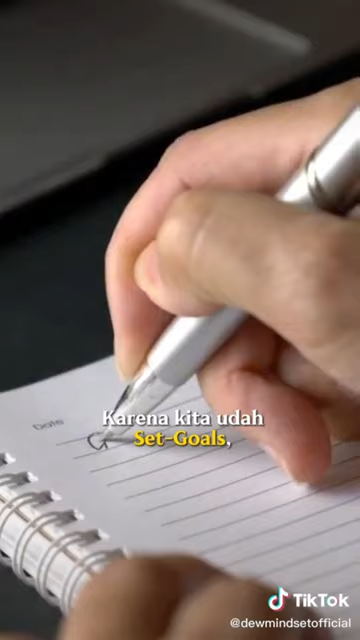 Date
G
Karena kita udah
Set-Goals,
TikTok
@dewmindsetofficial